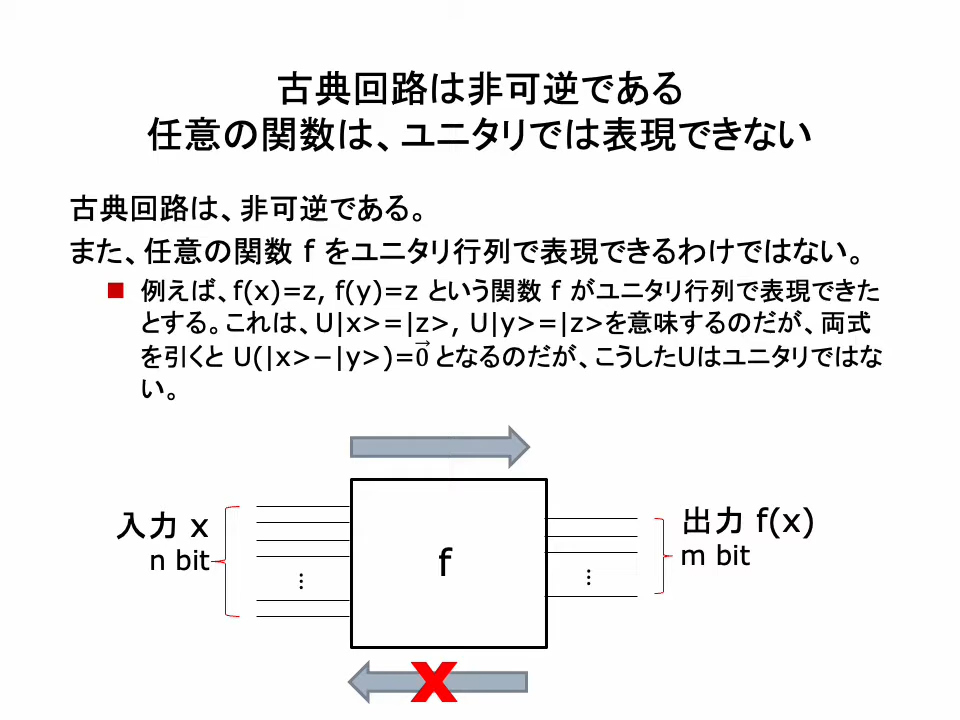 古典回路は非可逆である
任意の関数は、ユニタリでは表現できない
古典回路は、非可逆である。
また、任意の関数 f をユニタリ行列で表現できるわけではない。
例えば、f(x)=z, f(y)=z という関数 f がユニタリ行列で表現できた
とする。これは、U|x>=|z>, U|y>=|z>を意味するのだが、両式
を引くと U(|x>−|y>)=0⃗ となるのだが、こうしたUはユニタリではな
い。
入力 x
n bit
⋮
f
⋮
出力 f(x)
m bit
X